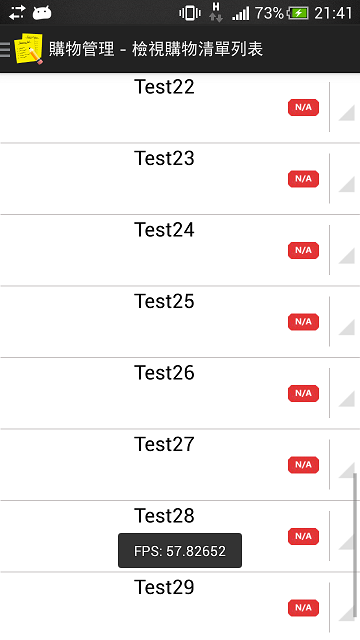 H
73%
21:41
購物管理 - 檢視購物清單列表
Test22
N/A
Test23
N/A
Test24
N/A
Test25
N/A
Test26
N/A
Test27
N/A
Test28
N/A
FPS: 57.82652
Test29
N/A